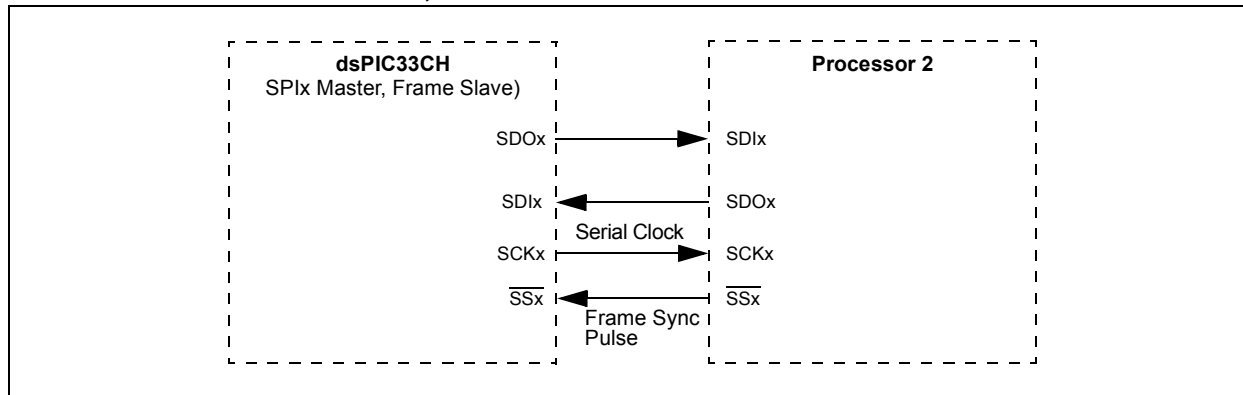 dsPIC33CH
SPIx Master, Frame Slave)
Processor 2
SDOx
SDIx
SDIx
SDOx
Serial Clock
SCKx
SCKx
SSx
SSx
Frame Sync
Pulse